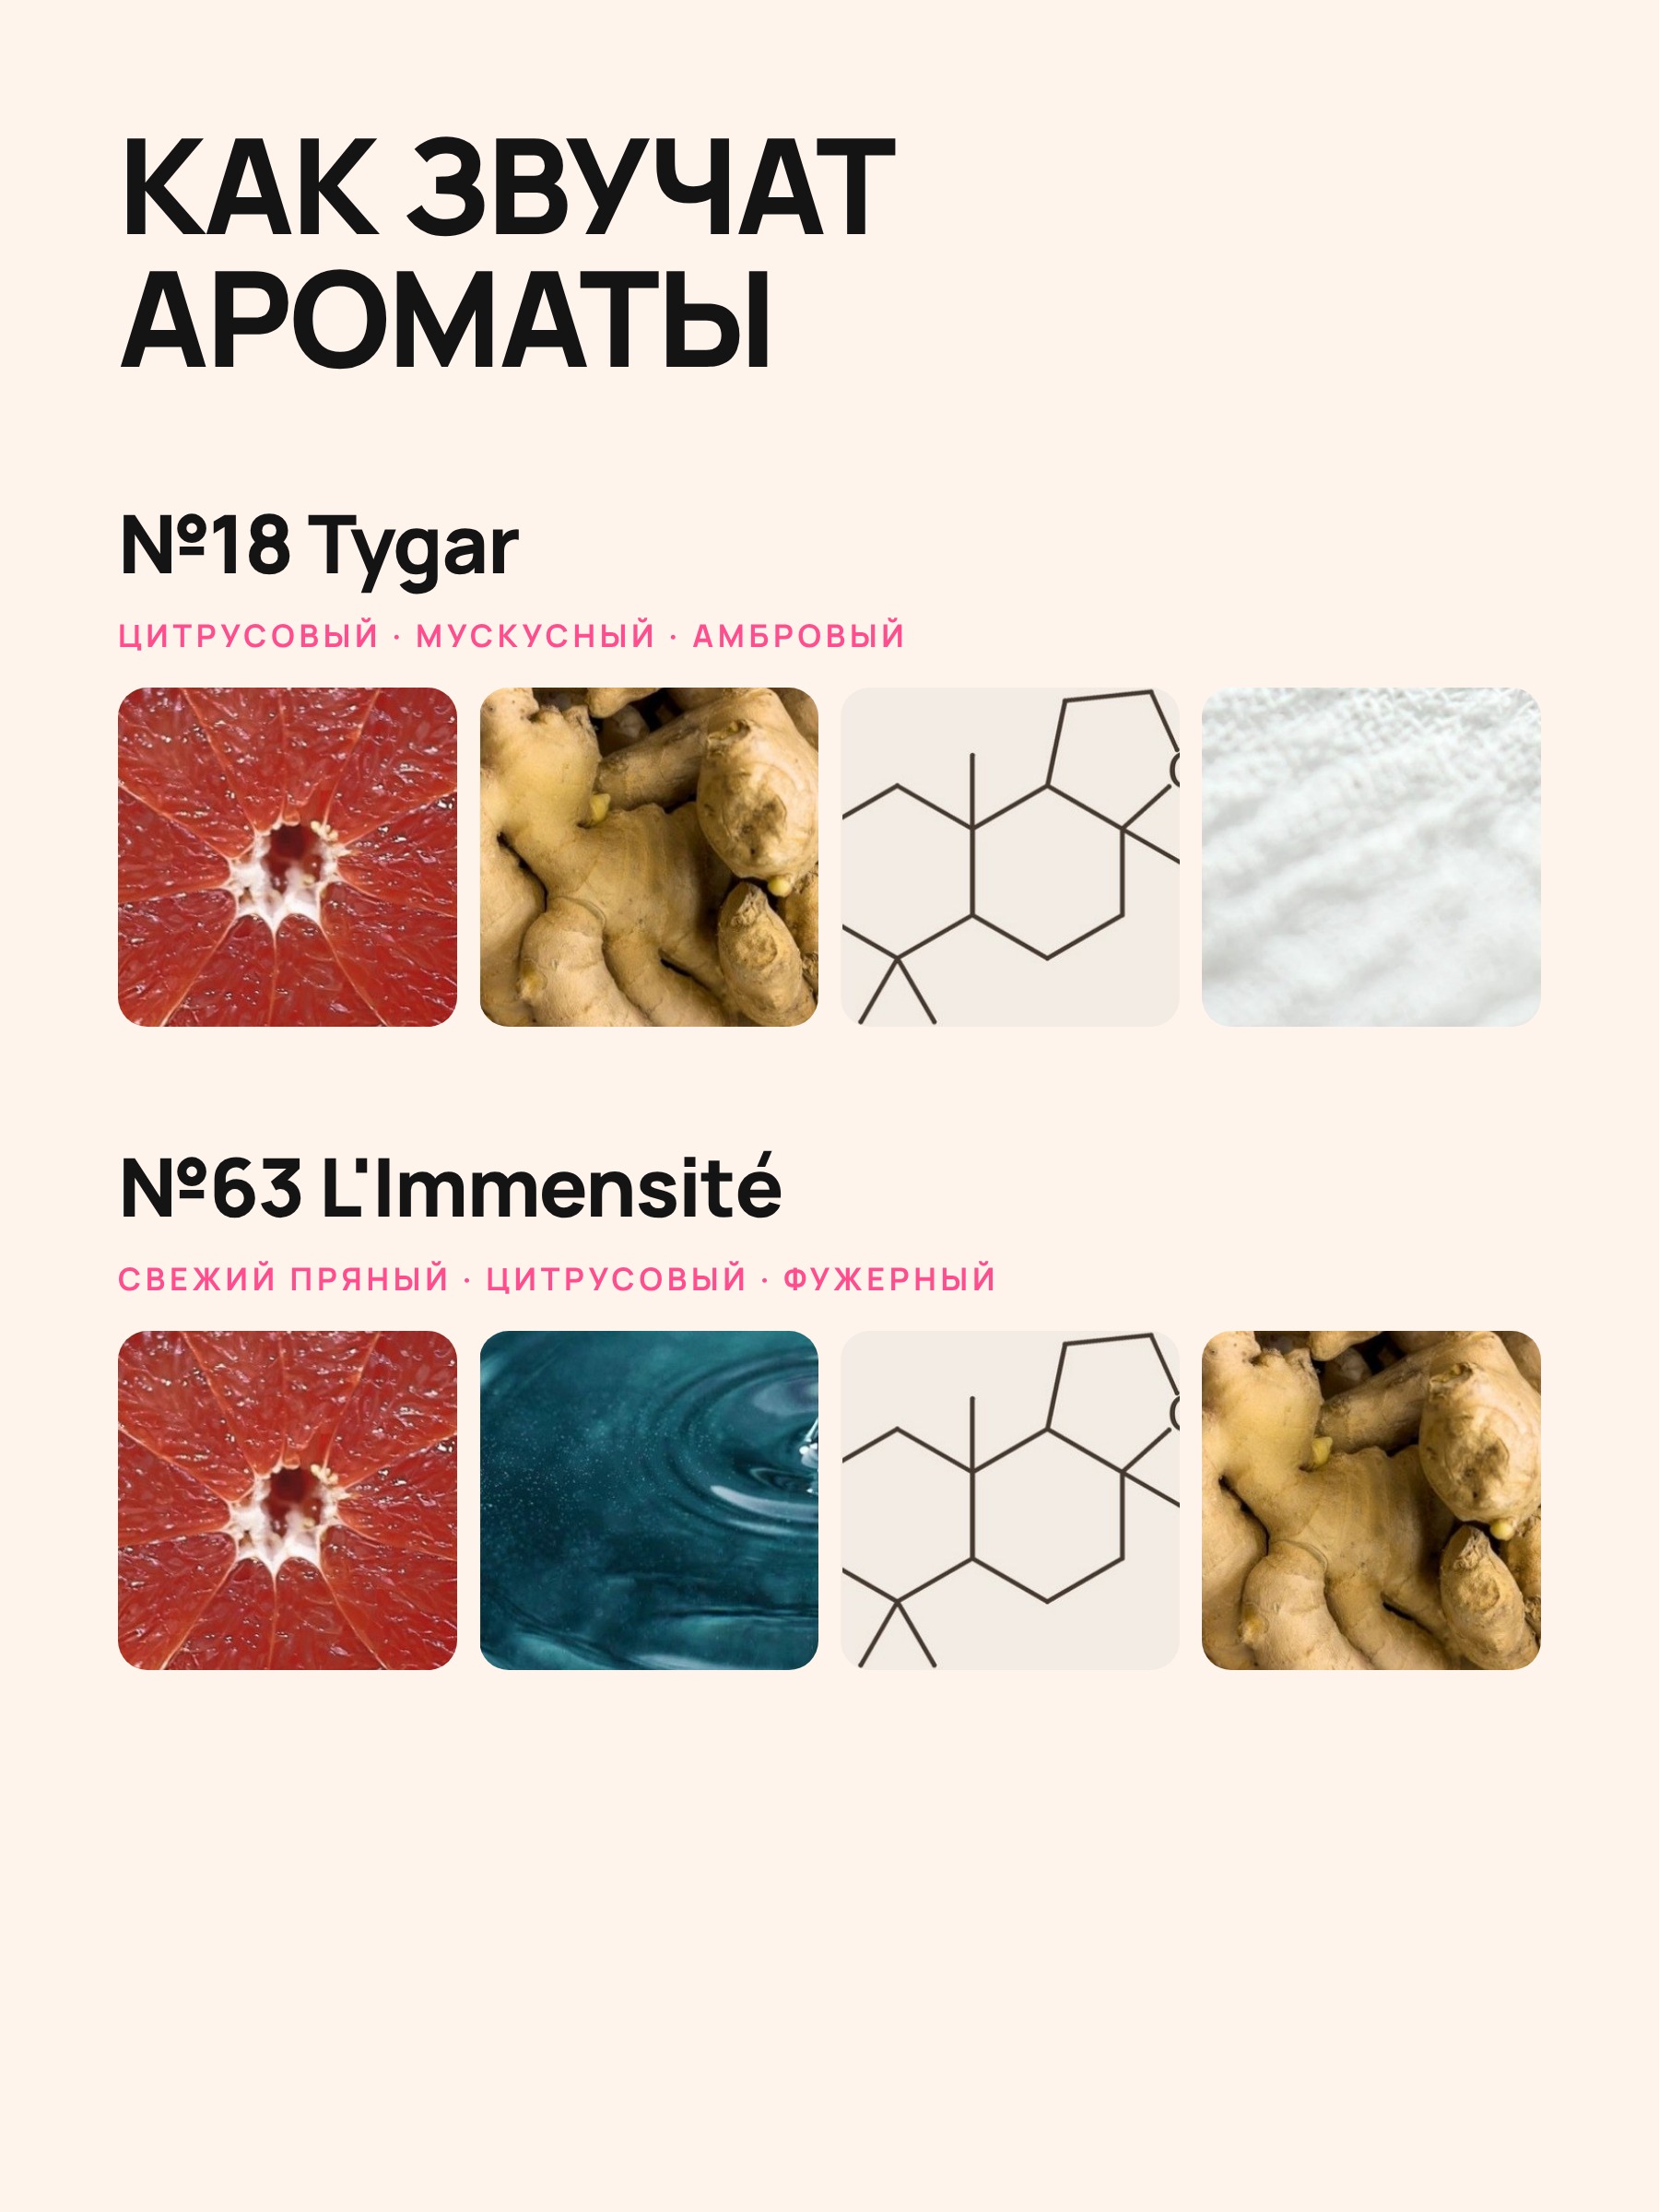 КАК ЗВУЧАТ
АРОМАТЫ
№18 Tygar
ЦИТРУСОВЫЙ · МУСКУСНЫЙ · АМБРОВЫЙ
№63 L'Immensité
СВЕЖИЙ ПРЯНЫЙ · ЦИТРУСОВЫЙ · ФУЖЕРНЫЙ